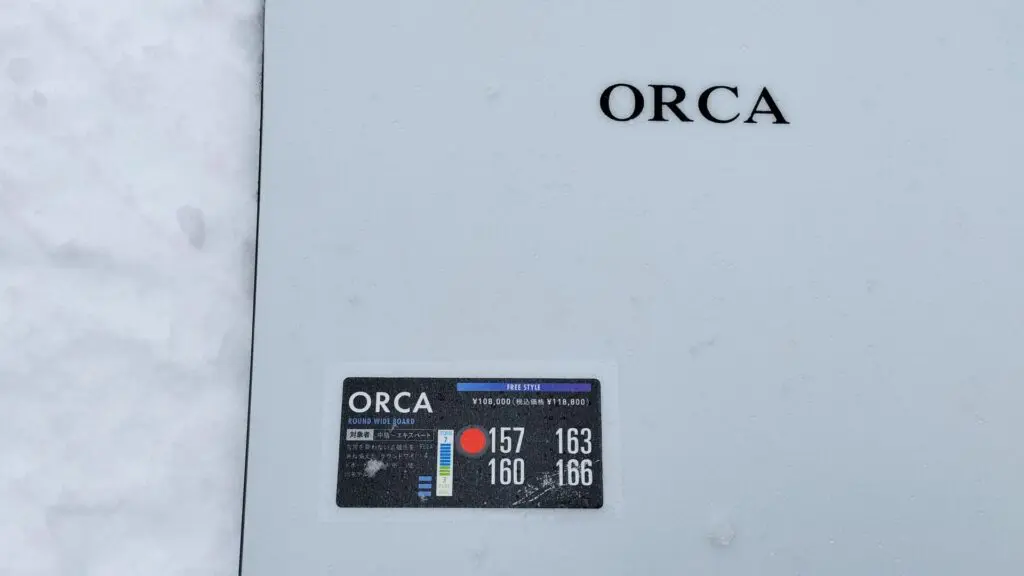 ORCA
FREE STYLE
ORCA
¥108,000(税込価格 ¥118,800)
ROUND WIDE BOARD
対象者 中級〜エキスパート
157 163
160 166
FLEX